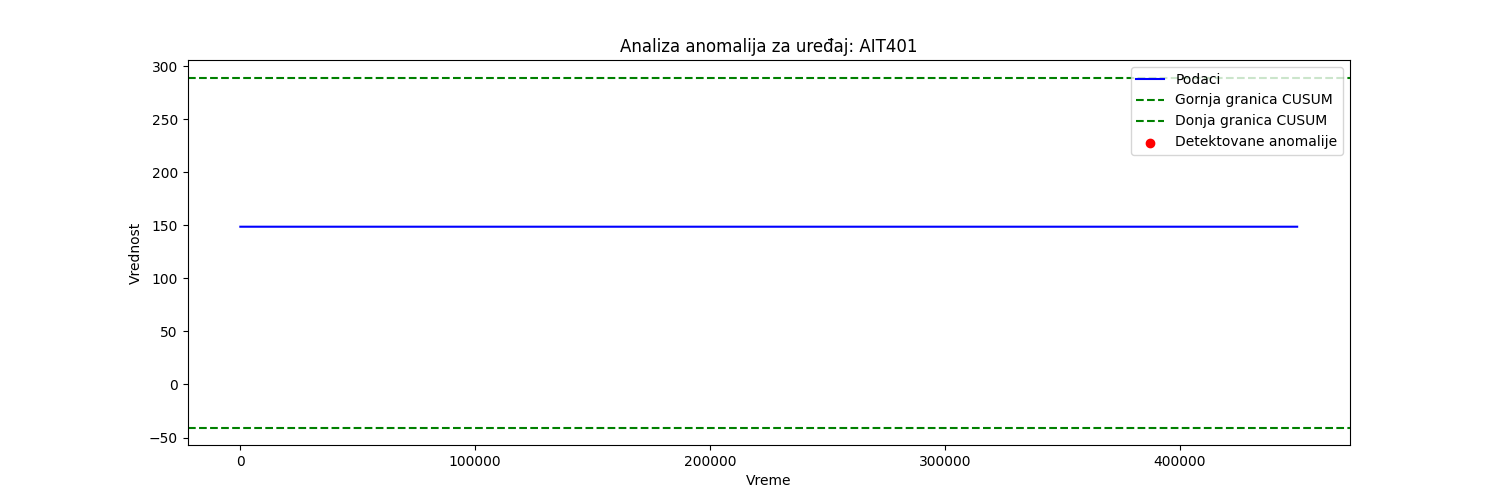 Analiza anomalija za uređaj: AIT401
300
250
200
150
100
50
0
−50
Vrednost
Podaci
Gornja granica CUSUM
Donja granica CUSUM
Detektovane anomalije
0 100000 200000 300000 400000
Vreme